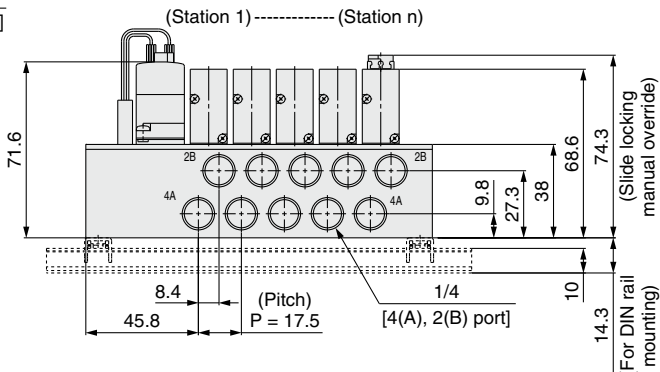 ]
(Station 1) ----------- (Station n)
71.6
2B
2B
4A
4A
9.8
27.3
38
68.6
74.3
(Slide locking
manual override)
8.4
45.8
(Pitch)
P = 17.5
1/4
[4(A), 2(B) port]
10
14.3
(For DIN rail
mounting)